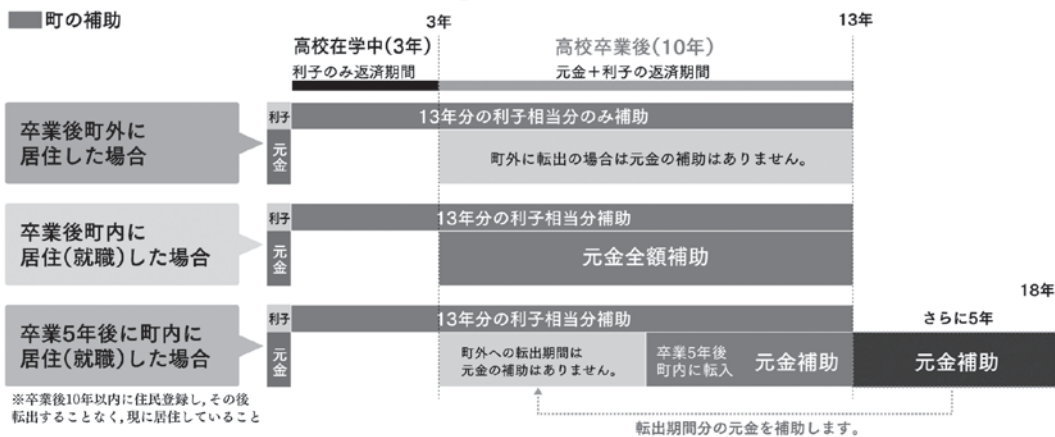 町の補助
3年
13年
高校在学中(3年)
利子のみ返済期間
高校卒業後(10年)
元金+利子の返済期間
卒業後町外に
居住した場合
利子
13年分の利子相当分のみ補助
元金
町外に転出の場合は元金の補助はありません。
卒業後町内に
居住(就職)した場合
利子
13年分の利子相当分補助
元金
元金全額補助
18年
さらに5年
卒業5年後に町内に
居住(就職)した場合
利子
13年分の利子相当分補助
元金
町外への転出期間は
元金の補助はありません。
卒業5年後
町内に転入
元金補助
元金補助
※卒業後10年以内に住民登録し,その後
転出することなく,現に居住していること
転出期間分の元金を補助します。